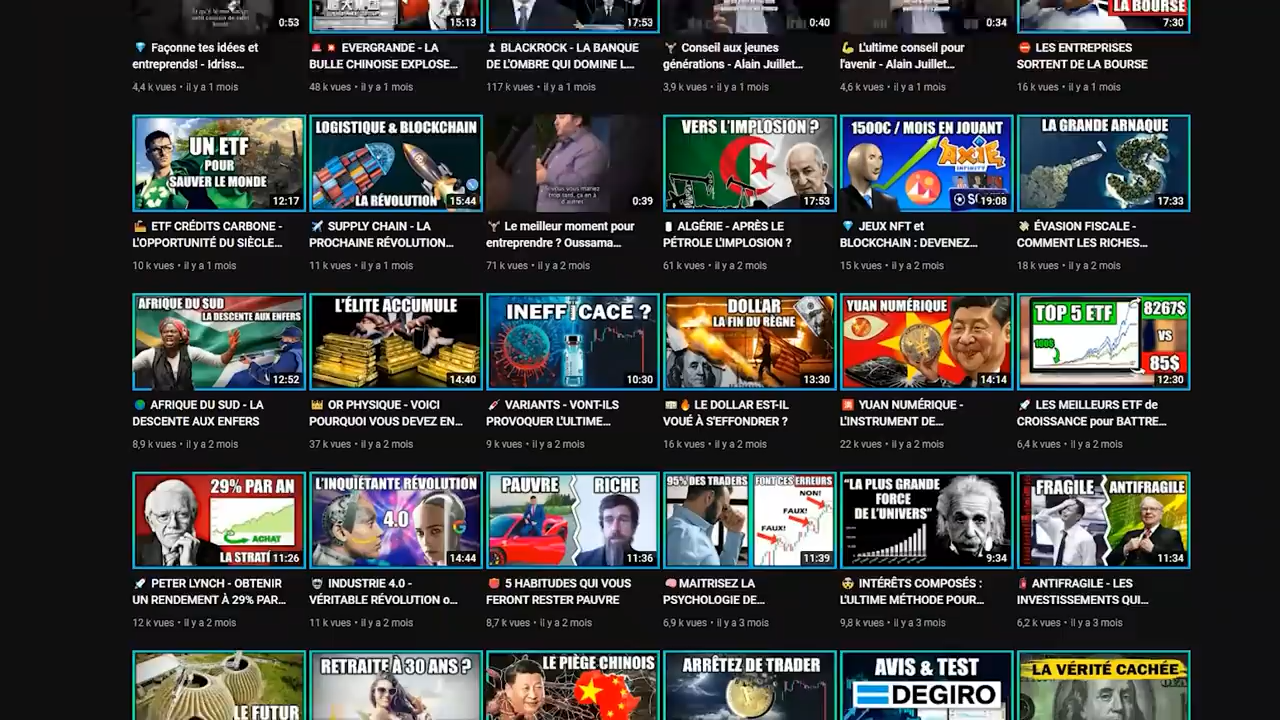 0:53
15:13
17:53
0:40
0:34
LA BOURSE
7:30
Façonne tes idées et
entreprends! - Idriss...
4,4 k vues • il y a 1 mois
EVERGRANDE - LA
BULLE CHINOISE EXPLOSE...
48 k vues • il y a 1 mois
BLACKROCK - LA BANQUE
DE L'OMBRE QUI DOMINE L...
117 k vues • il y a 1 mois
Conseil aux jeunes
générations - Alain Juillet...
3,9 k vues • il y a 1 mois
L'ultime conseil pour
l'avenir - Alain Juillet...
4,6 k vues • il y a 1 mois
LES ENTREPRISES
SORTENT DE LA BOURSE
16 k vues • il y a 1 mois
UN ETF
POUR
SAUVER LE MONDE
12:17
LOGISTIQUE & BLOCKCHAIN
LA RÉVOLUTION
15:44
0:39
VERS L'IMPLOSION ?
17:53
1500€ / MOIS EN JOUANT
AXIE
INFINITY
19:08
LA GRANDE ARNAQUE
17:33
ETF CRÉDITS CARBONE -
L'OPPORTUNITÉ DU SIÈCLE...
10 k vues • il y a 1 mois
SUPPLY CHAIN - LA
PROCHAINE RÉVOLUTION...
11 k vues • il y a 1 mois
Le meilleur moment pour
entreprendre ? Oussama...
71 k vues • il y a 2 mois
ALGÉRIE - APRÈS LE
PÉTROLE L'IMPLOSION ?
61 k vues • il y a 2 mois
JEUX NFT et
BLOCKCHAIN : DEVENEZ...
15 k vues • il y a 2 mois
ÉVASION FISCALE -
COMMENT LES RICHES...
18 k vues • il y a 2 mois
AFRIQUE DU SUD
LA DESCENTE AUX ENFERS
12:52
L'ÉLITE ACCUMULE
14:40
INEFFICACE ?
10:30
DOLLAR
LA FIN DU RÈGNE
13:30
YUAN NUMÉRIQUE
14:14
TOP 5 ETF
100$
8267$
VS
85$
12:30
AFRIQUE DU SUD - LA
DESCENTE AUX ENFERS
8,9 k vues • il y a 2 mois
OR PHYSIQUE - VOICI
POURQUOI VOUS DEVEZ EN...
37 k vues • il y a 2 mois
VARIANTS - VONT-ILS
PROVOQUER L'ULTIME...
9 k vues • il y a 2 mois
LE DOLLAR EST-IL
VOUÉ À S'EFFONDRER ?
16 k vues • il y a 2 mois
YUAN NUMÉRIQUE -
L'INSTRUMENT DE...
22 k vues • il y a 2 mois
LES MEILLEURS ETF de
CROISSANCE pour BATTRE...
6,4 k vues • il y a 2 mois
29% PAR AN
ACHAT
LA STRATÉ
11:26
L'INQUIÉTANTE RÉVOLUTION
4.0
14:44
PAUVRE
RICHE
11:36
95% DES TRADERS
FONT CES ERREURS
NON!
FAUX!
FAUX!
11:39
"LA PLUS GRANDE
FORCE
DE L'UNIVERS"
9:34
FRAGILE
ANTIFRAGILE
11:34
PETER LYNCH - OBTENIR
UN RENDEMENT À 29% PAR...
12 k vues • il y a 2 mois
INDUSTRIE 4.0 -
VÉRITABLE RÉVOLUTION o...
11 k vues • il y a 2 mois
5 HABITUDES QUI VOUS
FERONT RESTER PAUVRE
8,7 k vues • il y a 2 mois
MAITRISEZ LA
PSYCHOLOGIE DE...
6,9 k vues • il y a 3 mois
INTÉRÊTS COMPOSÉS :
L'ULTIME MÉTHODE POUR...
9,8 k vues • il y a 3 mois
ANTIFRAGILE - LES
INVESTISSEMENTS QUI...
6,2 k vues • il y a 3 mois
LE FUTUR
RETRAITE À 30 ANS ?
LE PIÈGE CHINOIS
ARRÊTEZ DE TRADER
AVIS & TEST
DEGIRO
LA VÉRITÉ CACHÉE